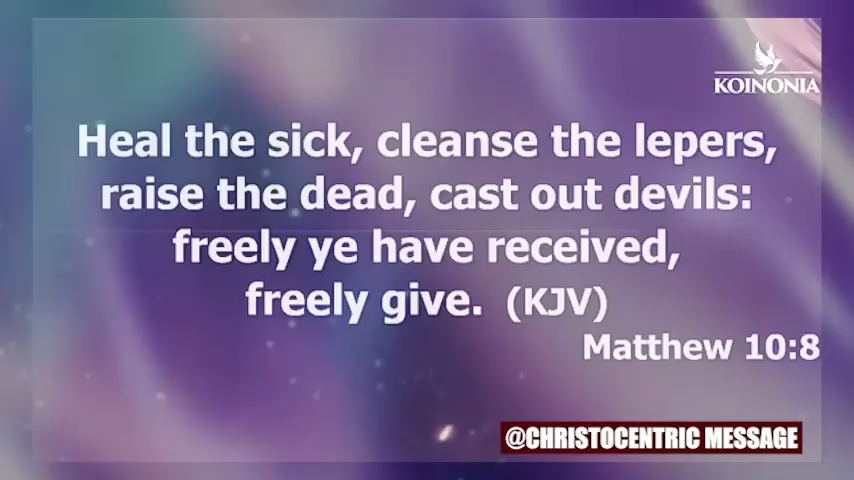 KOINONIA
Heal the sick, cleanse the lepers,
raise the dead, cast out devils:
freely ye have received,
freely give. (KJV)
Matthew 10:8
@CHRISTOCENTRIC MESSAGE